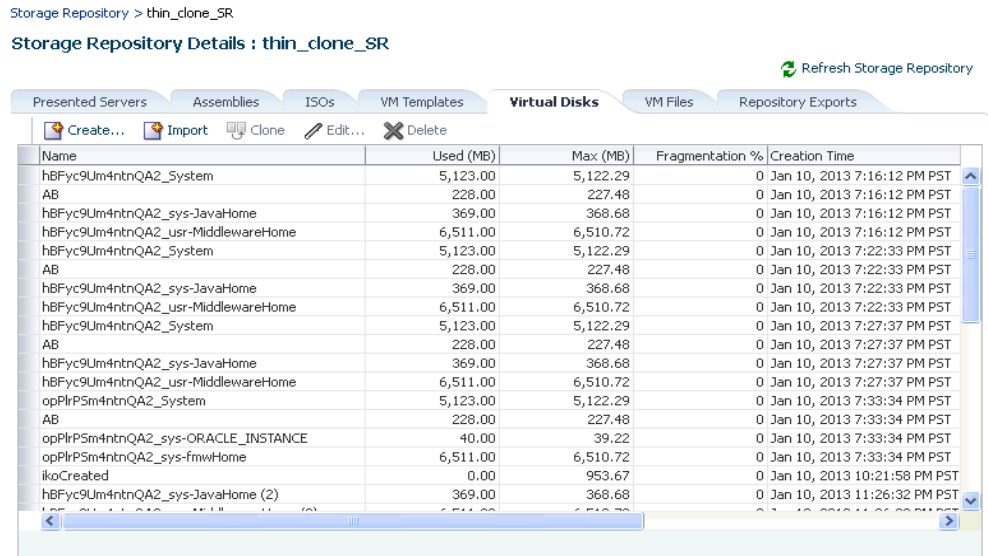 Storage Repository > thin_clone_SR
Storage Repository Details : thin_clone_SR
Refresh Storage Repository
Presented Servers Assemblies ISOs VM Templates Virtual Disks VM Files Repository Exports
Create... Import Clone Edit... Delete
Name Used (MB) Max (MB) Fragmentation % Creation Time
hBFyc9Um4ntnQA2_System 5,123.00 5,122.29 0 Jan 10, 2013 7:16:12 PM PST
AB 228.00 227.48 0 Jan 10, 2013 7:16:12 PM PST
hBFyc9Um4ntnQA2_sys-JavaHome 369.00 368.68 0 Jan 10, 2013 7:16:12 PM PST
hBFyc9Um4ntnQA2_usr-MiddlewareHome 6,511.00 6,510.72 0 Jan 10, 2013 7:16:12 PM PST
hBFyc9Um4ntnQA2_System 5,123.00 5,122.29 0 Jan 10, 2013 7:22:33 PM PST
AB 228.00 227.48 0 Jan 10, 2013 7:22:33 PM PST
hBFyc9Um4ntnQA2_sys-JavaHome 369.00 368.68 0 Jan 10, 2013 7:22:33 PM PST
hBFyc9Um4ntnQA2_usr-MiddlewareHome 6,511.00 6,510.72 0 Jan 10, 2013 7:22:33 PM PST
hBFyc9Um4ntnQA2_System 5,123.00 5,122.29 0 Jan 10, 2013 7:27:37 PM PST
AB 228.00 227.48 0 Jan 10, 2013 7:27:37 PM PST
hBFyc9Um4ntnQA2_sys-JavaHome 369.00 368.68 0 Jan 10, 2013 7:27:37 PM PST
hBFyc9Um4ntnQA2_usr-MiddlewareHome 6,511.00 6,510.72 0 Jan 10, 2013 7:27:37 PM PST
opPlrPSm4ntnQA2_System 5,123.00 5,122.29 0 Jan 10, 2013 7:33:34 PM PST
AB 228.00 227.48 0 Jan 10, 2013 7:33:34 PM PST
opPlrPSm4ntnQA2_sys-ORACLE_INSTANCE 40.00 39.22 0 Jan 10, 2013 7:33:34 PM PST
opPlrPSm4ntnQA2_sys-fmwHome 6,511.00 6,510.72 0 Jan 10, 2013 7:33:34 PM PST
ikoCreated 0.00 953.67 0 Jan 10, 2013 10:21:58 PM PST
hBFyc9Um4ntnQA2_sys-JavaHome (2) 369.00 368.68 0 Jan 10, 2013 11:26:32 PM PST